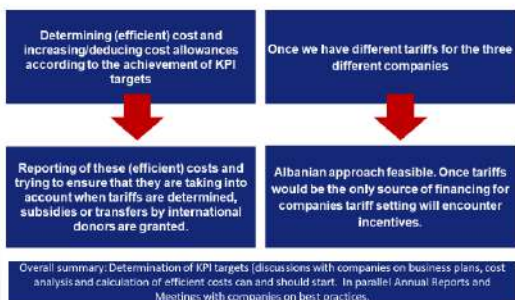 Determining (efficient) cost and
increasing/deducing cost allowances
according to the achievement of KPI
targets
Once we have different tariffs for the three
different companies
Reporting of these (efficient) costs and
trying to ensure that they are taking into
account when tariffs are determined,
subsidies or transfers by international
donors are granted.
Albanian approach feasible. Once tariffs
would be the only source of financing for
companies tariff setting will encounter
incentives.
Overall summary: Determination of KPI targets (discussions with companies on business plans, cost
analysis and calculation of efficient costs can and should start. In parallel Annual Reports and
Meetings with companies on best practices.